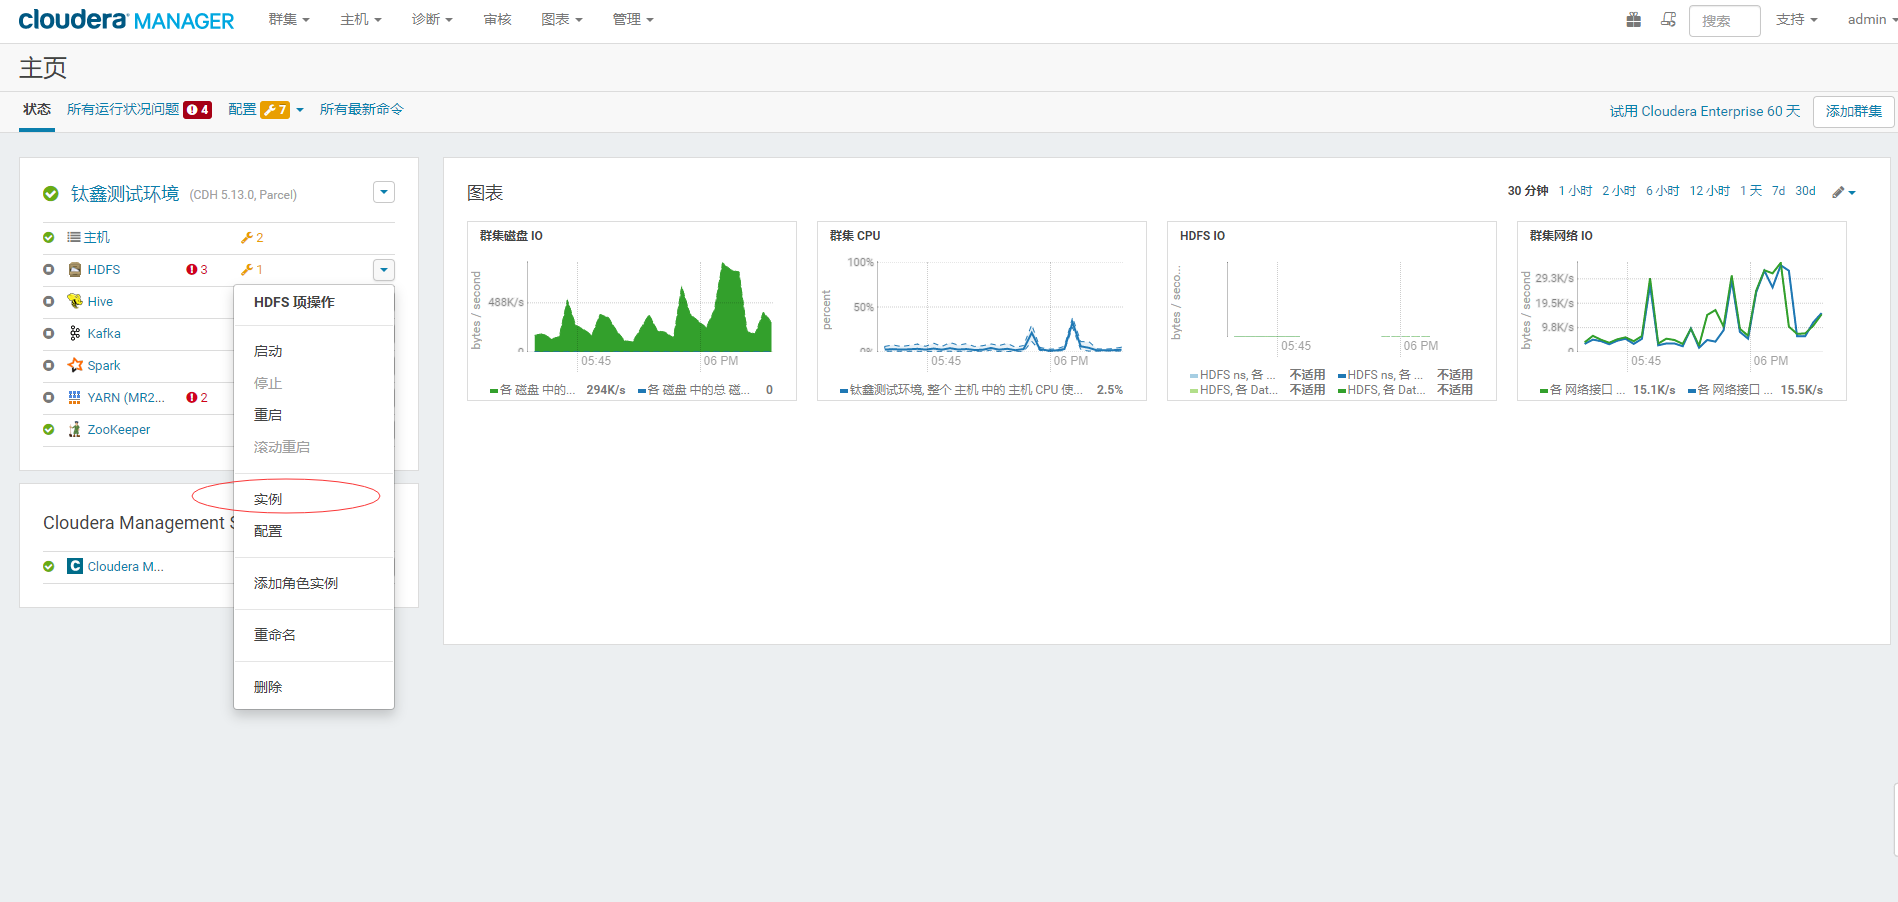 cloudera MANAGER 群集 主机 诊断 审核 图表 管理 搜索 支持 admin
主页
状态 所有运行状况问题 4 配置 7 所有最新命令 试用 Cloudera Enterprise 60 天 添加群集
钛鑫测试环境 (CDH 5.13.0, Parcel)
主机 2
HDFS 3 1
Hive
Kafka
Spark
YARN (MR2... 2
ZooKeeper
HDFS 项操作
启动
停止
重启
滚动重启
实例
配置
添加角色实例
重命名
删除
Cloudera Management S
C Cloudera M...
图表 30 分钟 1 小时 2 小时 6 小时 12 小时 1 天 7d 30d
群集磁盘 IO
bytes / second
488K/s
0
05:45 06 PM
各 磁盘 中的... 294K/s 各 磁盘 中的总 磁... 0
群集 CPU
percent
100%
50%
0%
05:45 06 PM
钛鑫测试环境, 整个 主机 中的 主机 CPU 使... 2.5%
HDFS IO
bytes / seco...
05:45 06 PM
HDFS ns, 各 ... 不适用 HDFS ns, 各 ... 不适用
HDFS, 各 Dat... 不适用 HDFS, 各 Dat... 不适用
群集网络 IO
bytes / second
29.3K/s
19.5K/s
9.8K/s
0
05:45 06 PM
各 网络接口 ... 15.1K/s 各 网络接口 ... 15.5K/s